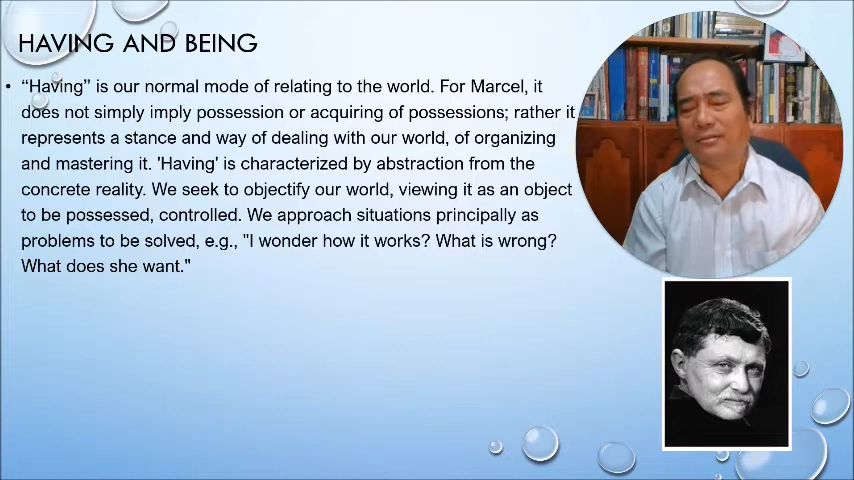 HAVING AND BEING
• “Having” is our normal mode of relating to the world. For Marcel, it
does not simply imply possession or acquiring of possessions; rather it
represents a stance and way of dealing with our world, of organizing
and mastering it. 'Having' is characterized by abstraction from the
concrete reality. We seek to objectify our world, viewing it as an object
to be possessed, controlled. We approach situations principally as
problems to be solved, e.g., "I wonder how it works? What is wrong?
What does she want."